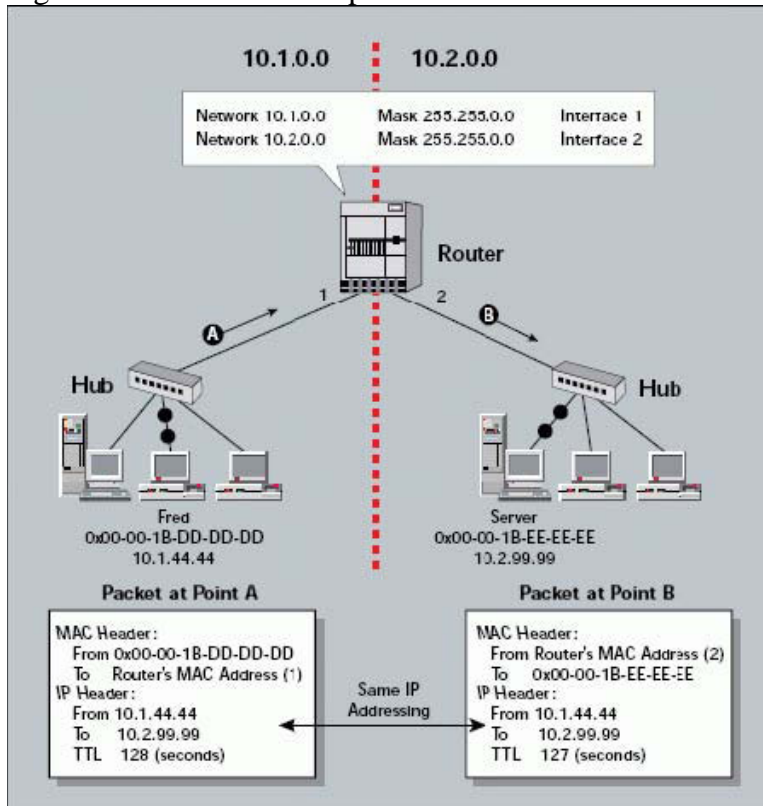 10.1.0.0 10.2.0.0
Network 10.1.0.0 Mask 255.255.0.0 Interface 1
Network 10.2.0.0 Mask 255.255.0.0 Interface 2
Router
1 2
A B
Hub Hub
Fred
0x00-00-1B-DD-DD-DD
10.1.44.44
Server
0x00-00-1B-EE-EE-EE
10.2.99.99
Packet at Point A
MAC Header:
From 0x00-00-1B-DD-DD-DD
To Router's MAC Address (1)
IP Header:
From 10.1.44.44
To 10.2.99.99
TTL 128 (seconds)
Same IP
Addressing
Packet at Point B
MAC Header:
From Router's MAC Address (2)
To 0x00-00-1B-EE-EE-EE
IP Header:
From 10.1.44.44
To 10.2.99.99
TTL 127 (seconds)